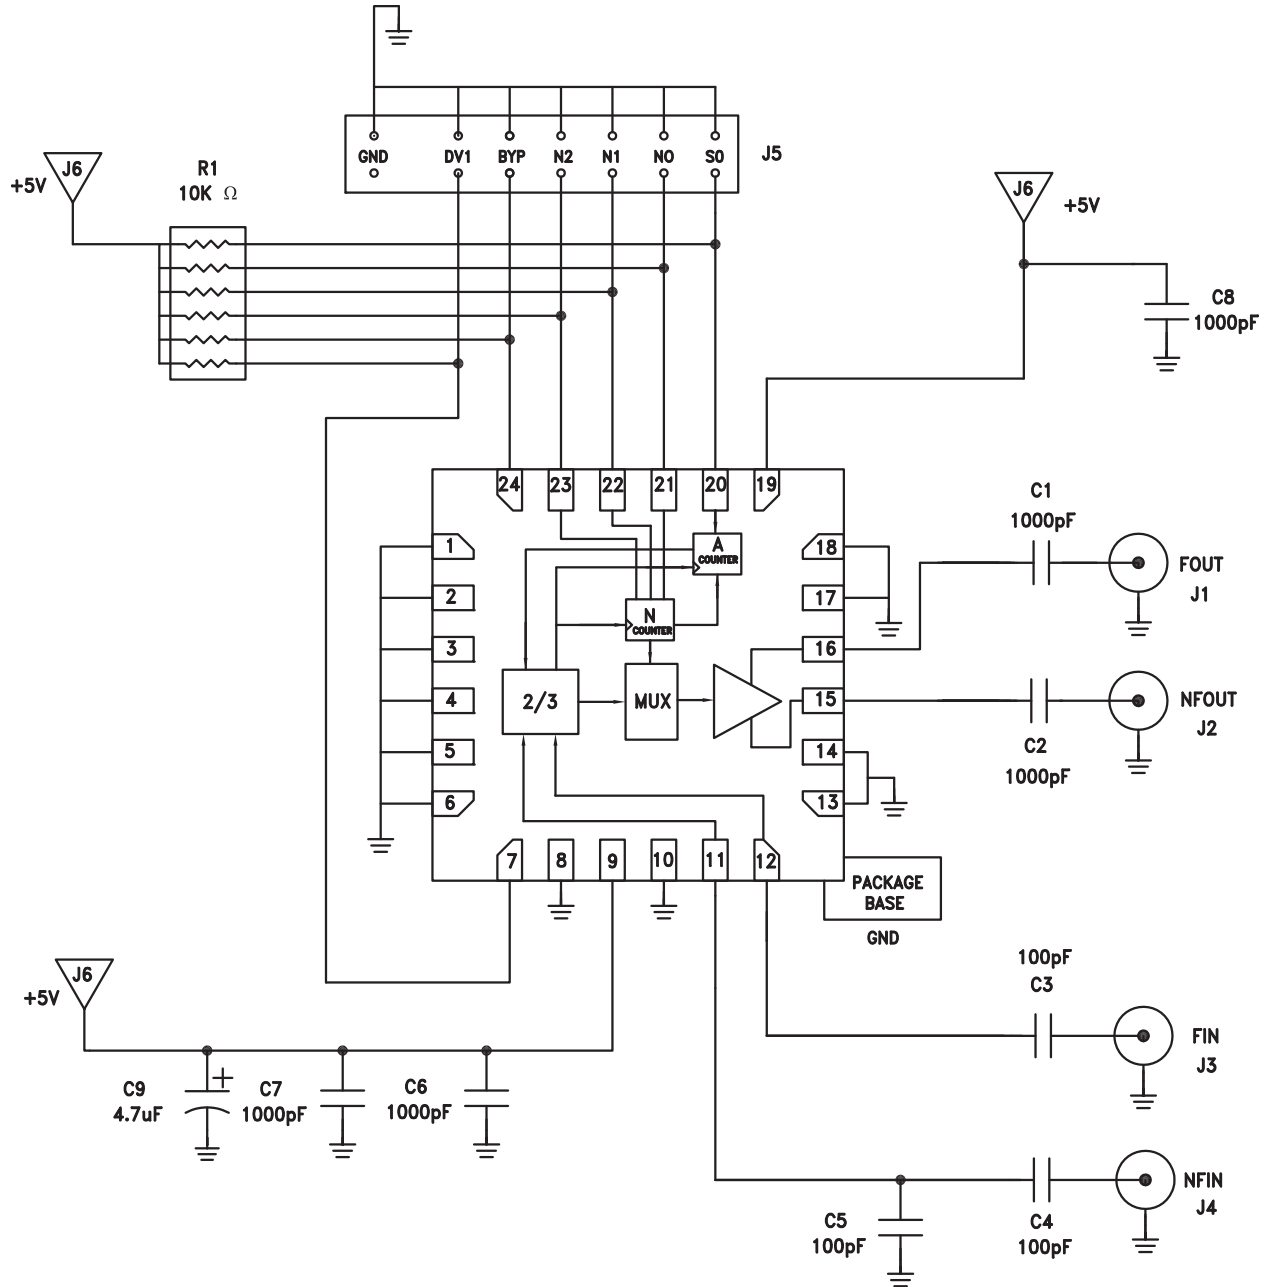 GND
DV1
BYP
N2
N1
N0
S0
J5
J6
+5V
R1
10K Ω
J6
+5V
C8
1000pF
24
23
22
21
20
19
1
2
3
4
5
6
18
17
16
15
14
13
A
COUNTER
N
COUNTER
2/3
MUX
7
8
9
10
11
12
C1
1000pF
FOUT
J1
NFOUT
J2
C2
1000pF
PACKAGE
BASE
GND
J6
+5V
C9
4.7uF
+
C7
1000pF
C6
1000pF
100pF
C3
FIN
J3
NFIN
J4
C5
100pF
C4
100pF